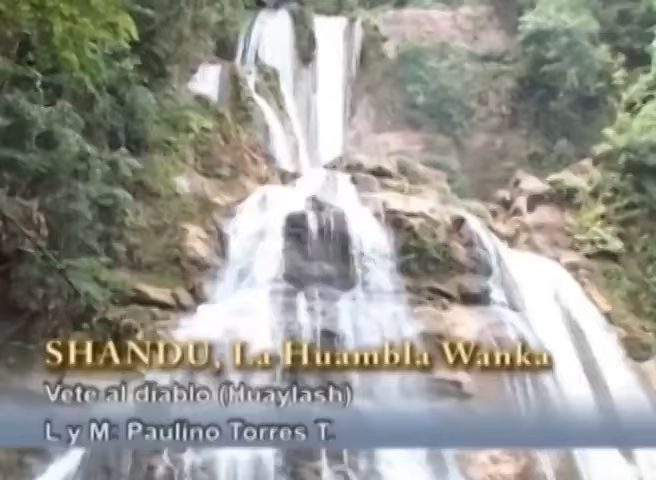 SHANDU, La Huambla Wanka
Vete al diablo (Huaylash)
L y M: Paulino Torres T.